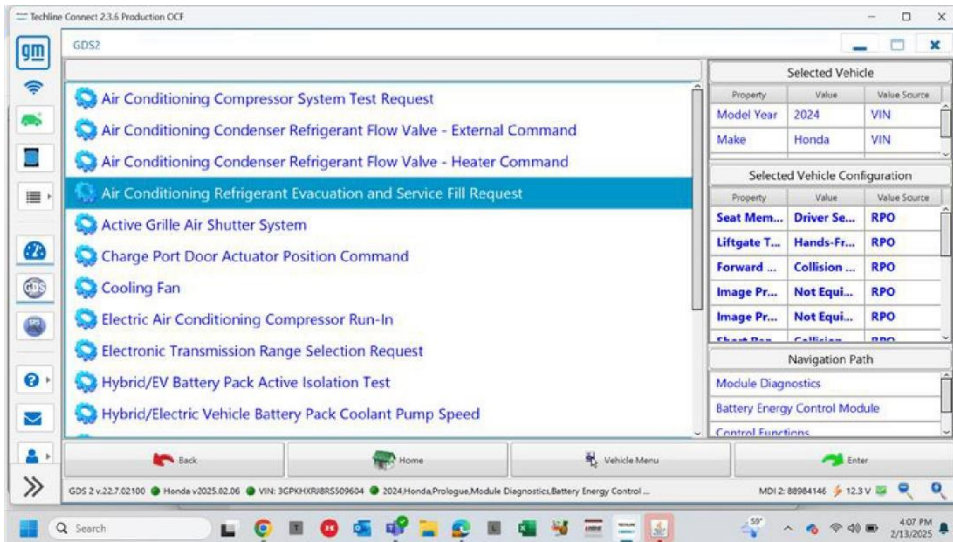 Techline Connect 2.3.6 Production OCF
gm
GDS2
Air Conditioning Compressor System Test Request
Air Conditioning Condenser Refrigerant Flow Valve - External Command
Air Conditioning Condenser Refrigerant Flow Valve - Heater Command
Air Conditioning Refrigerant Evacuation and Service Fill Request
Active Grille Air Shutter System
Charge Port Door Actuator Position Command
Cooling Fan
Electric Air Conditioning Compressor Run-In
Electronic Transmission Range Selection Request
Hybrid/EV Battery Pack Active Isolation Test
Hybrid/Electric Vehicle Battery Pack Coolant Pump Speed
Selected Vehicle
Property Value Value Source
Model Year 2024 VIN
Make Honda VIN
Selected Vehicle Configuration
Property Value Value Source
Seat Mem... Driver Se... RPO
Liftgate T... Hands-Fr... RPO
Forward ... Collision ... RPO
Image Pr... Not Equi... RPO
Image Pr... Not Equi... RPO
Navigation Path
Module Diagnostics
Battery Energy Control Module
Control Functions
Back Home Vehicle Menu Enter
GDS 2 v.22.7.02100 Honda v2025.02.06 VIN: 3GPKHXRJ8RS509604 2024,Honda,Prologue,Module Diagnostics,Battery Energy Control ... MDI 2: 88984146 12.3 V
Search 59° 4:07 PM
2/13/2025